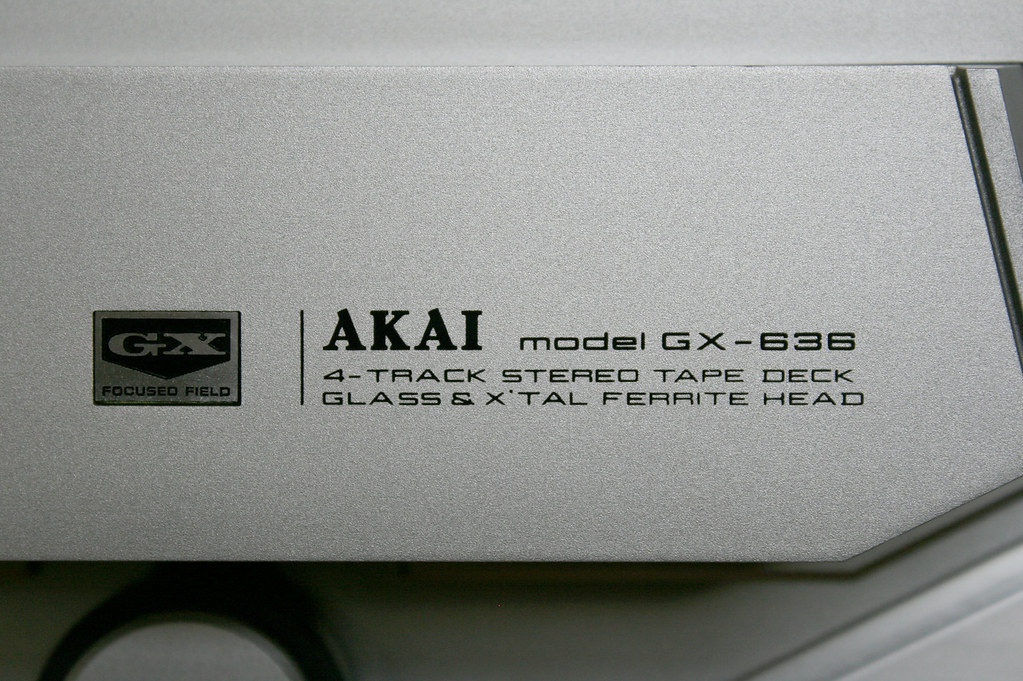 GX
FOCUSED FIELD
AKAI model GX-636
4-TRACK STEREO TAPE DECK
GLASS & X'TAL FERRITE HEAD